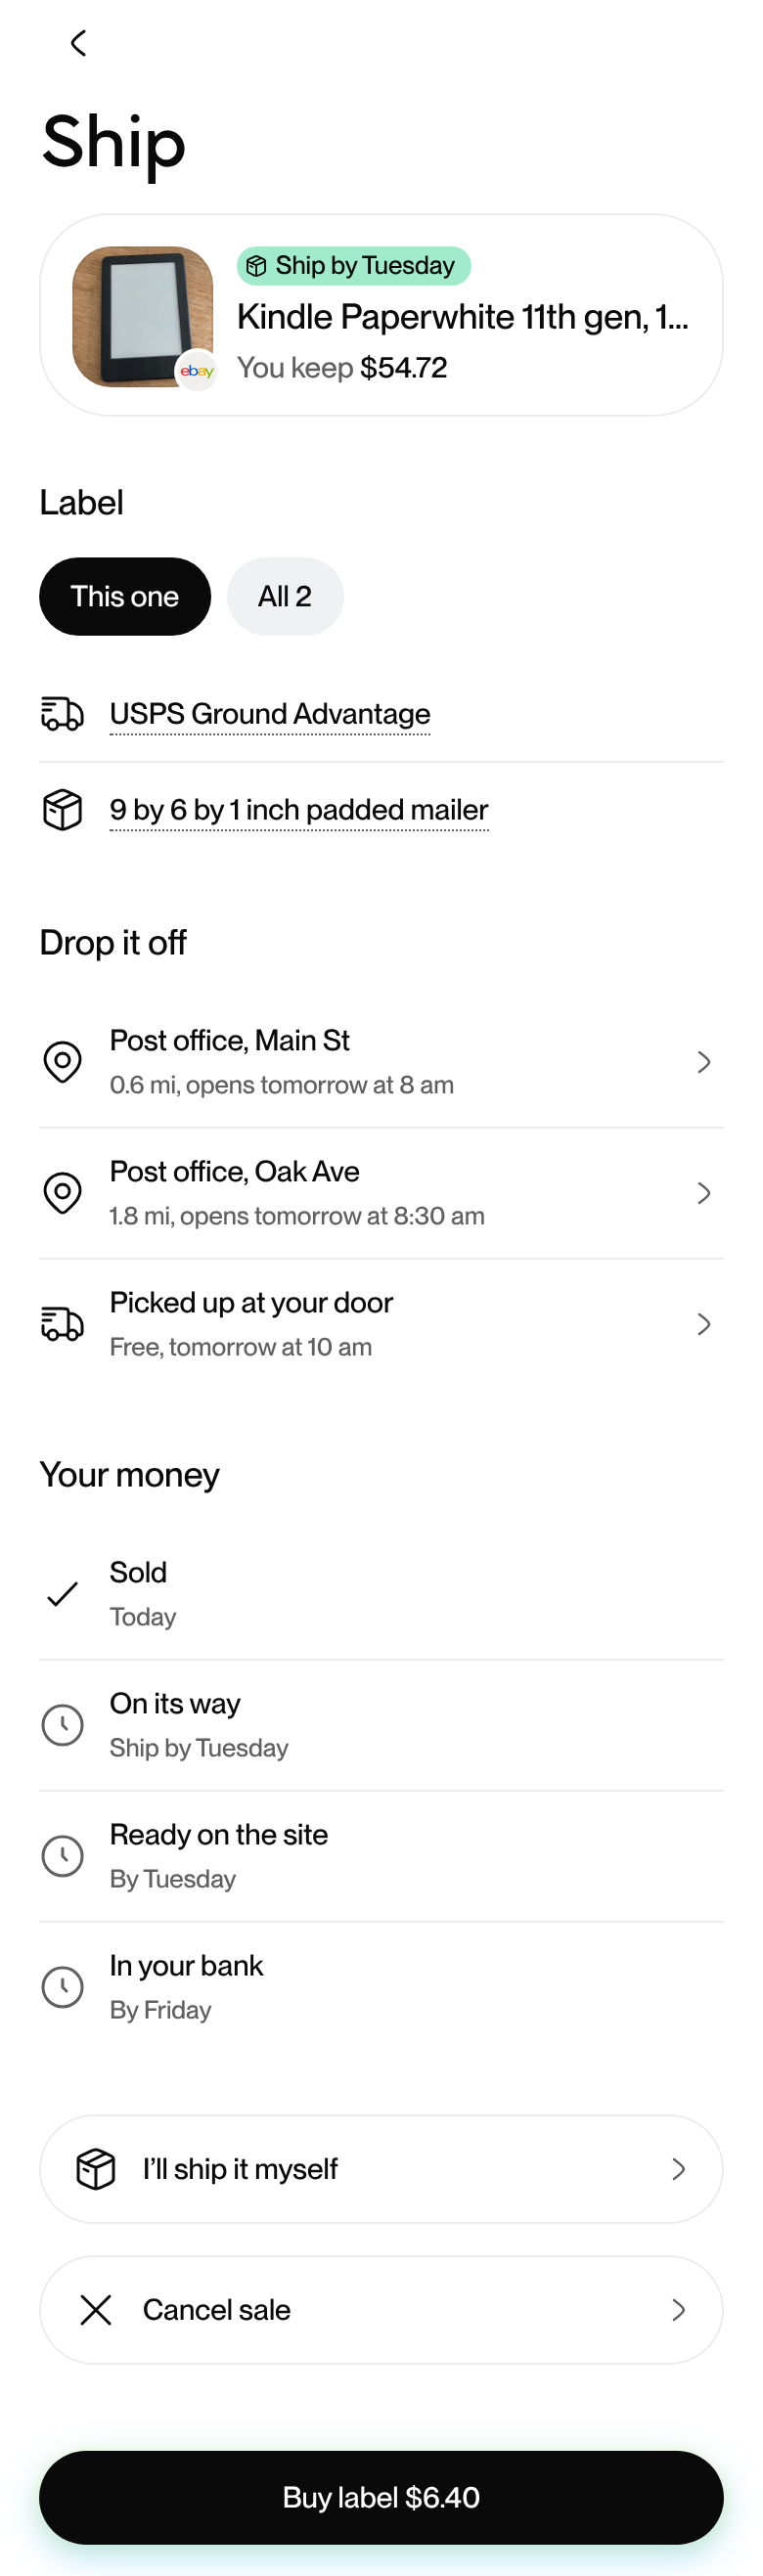 Ship
Ship by Tuesday
Kindle Paperwhite 11th gen, 1...
You keep $54.72
ebay
Label
This one
All 2
USPS Ground Advantage
9 by 6 by 1 inch padded mailer
Drop it off
Post office, Main St
0.6 mi, opens tomorrow at 8 am
Post office, Oak Ave
1.8 mi, opens tomorrow at 8:30 am
Picked up at your door
Free, tomorrow at 10 am
Your money
Sold
Today
On its way
Ship by Tuesday
Ready on the site
By Tuesday
In your bank
By Friday
I’ll ship it myself
Cancel sale
Buy label $6.40